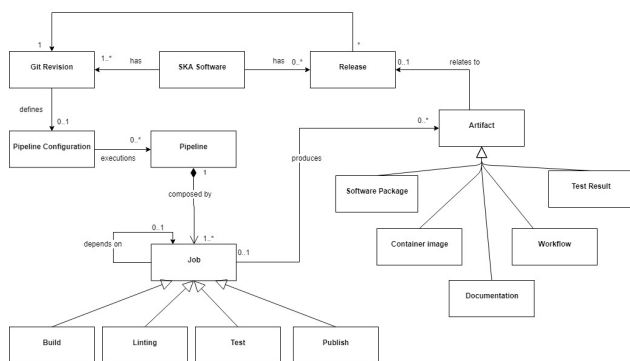 1
*
Git Revision
1..*
has
SKA Software
has
0..*
Release
0..1
relates to
defines
0..1
0..*
0..*
Artifact
Pipeline Configuration
executions
Pipeline
1
produces
composed by
Software Package
Test Result
0..1
depends on
1..*
0..1
Job
Container image
Workflow
Documentation
Build
Linting
Test
Publish